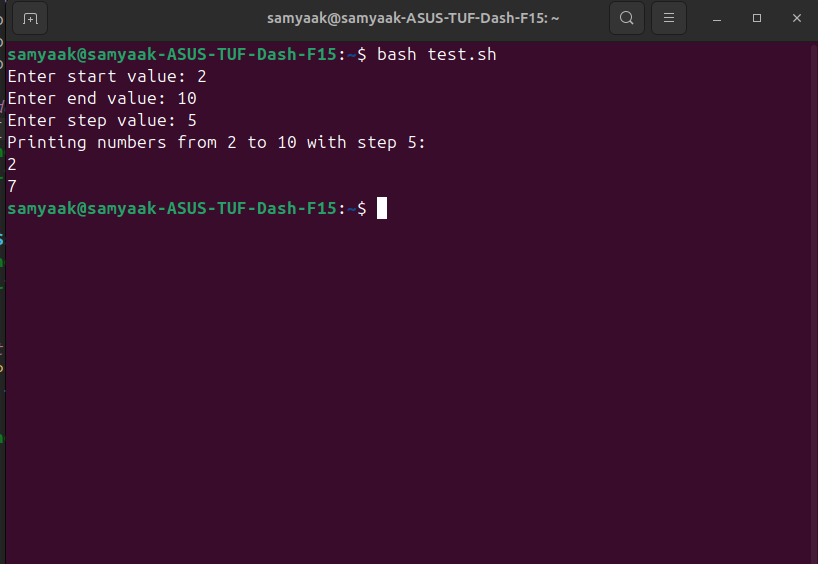 samyaak@samyaak-ASUS-TUF-Dash-F15: ~
samyaak@samyaak-ASUS-TUF-Dash-F15:~$ bash test.sh
Enter start value: 2
Enter end value: 10
Enter step value: 5
Printing numbers from 2 to 10 with step 5:
2
7
samyaak@samyaak-ASUS-TUF-Dash-F15:~$